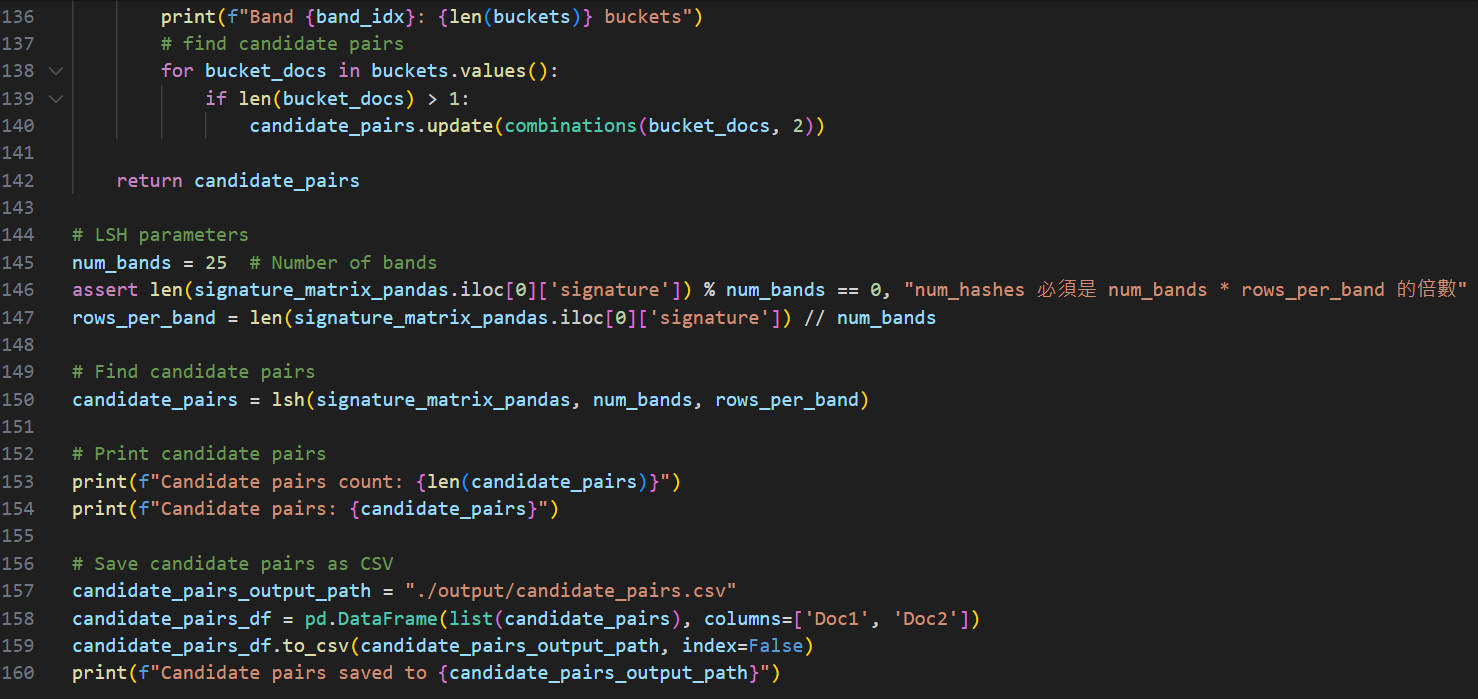 136            print(f"Band {band_idx}: {len(buckets)} buckets")
137            # find candidate pairs
138            for bucket_docs in buckets.values():
139                if len(bucket_docs) > 1:
140                    candidate_pairs.update(combinations(bucket_docs, 2))
141
142        return candidate_pairs
143
144    # LSH parameters
145    num_bands = 25  # Number of bands
146    assert len(signature_matrix_pandas.iloc[0]['signature']) % num_bands == 0, "num_hashes 必須是 num_bands * rows_per_band 的倍數"
147    rows_per_band = len(signature_matrix_pandas.iloc[0]['signature']) // num_bands
148
149    # Find candidate pairs
150    candidate_pairs = lsh(signature_matrix_pandas, num_bands, rows_per_band)
151
152    # Print candidate pairs
153    print(f"Candidate pairs count: {len(candidate_pairs)}")
154    print(f"Candidate pairs: {candidate_pairs}")
155
156    # Save candidate pairs as CSV
157    candidate_pairs_output_path = "./output/candidate_pairs.csv"
158    candidate_pairs_df = pd.DataFrame(list(candidate_pairs), columns=['Doc1', 'Doc2'])
159    candidate_pairs_df.to_csv(candidate_pairs_output_path, index=False)
160    print(f"Candidate pairs saved to {candidate_pairs_output_path}")